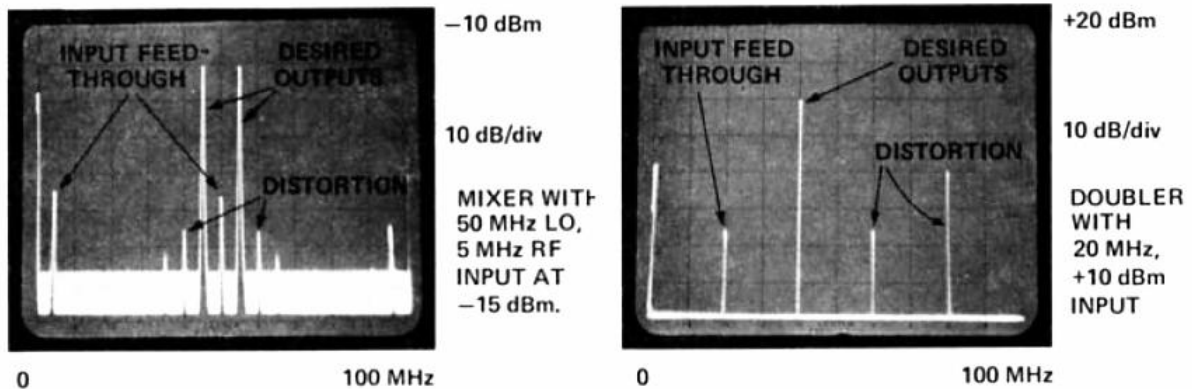 −10 dBm
INPUT FEED-
THROUGH
DESIRED
OUTPUTS
10 dB/div
DISTORTION
MIXER WITH
50 MHz LO,
5 MHz RF
INPUT AT
−15 dBm.
0
100 MHz
+20 dBm
INPUT FEED
THROUGH
DESIRED
OUTPUTS
10 dB/div
DISTORTION
DOUBLER
WITH
20 MHz,
+10 dBm
INPUT
0
100 MHz